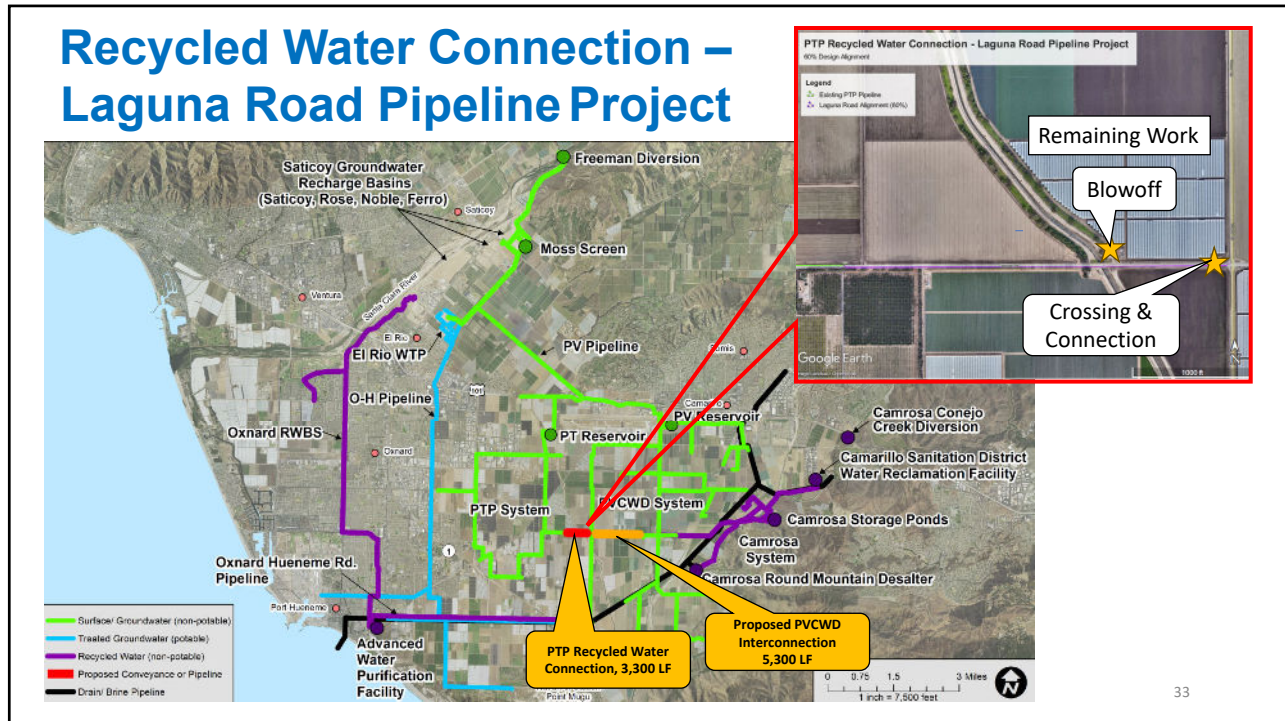 Recycled Water Connection –
Laguna Road Pipeline Project
PTP Recycled Water Connection - Laguna Road Pipeline Project
60% Design Alignment
Legend
Existing PTP Pipeline
Laguna Road Alignment (60%)
Remaining Work
Blowoff
Crossing &
Connection
Google Earth
1000 ft
N
Saticoy Groundwater
Recharge Basins
(Saticoy, Rose, Noble, Ferro)
Freeman Diversion
Saticoy
Moss Screen
Santa Clara River
Ventura
El Rio
El Rio WTP
PV Pipeline
Somis
101
O-H Pipeline
Camarillo
PV Reservoir
PT Reservoir
Camrosa Conejo
Creek Diversion
Oxnard RWBS
Oxnard
Camarillo Sanitation District
Water Reclamation Facility
PTP System
PVCWD System
Camrosa Storage Ponds
Camrosa
System
1
Oxnard Hueneme Rd.
Pipeline
Camrosa Round Mountain Desalter
Port Hueneme
Advanced
Water
Purification
Facility
PTP Recycled Water
Connection, 3,300 LF
Proposed PVCWD
Interconnection
5,300 LF
Point Mugu
Surface/ Groundwater (non-potable)
Treated Groundwater (potable)
Recycled Water (non-potable)
Proposed Conveyance or Pipeline
Drain/ Brine Pipeline
0 0.75 1.5 3 Miles
1 inch = 7,500 feet
N
33